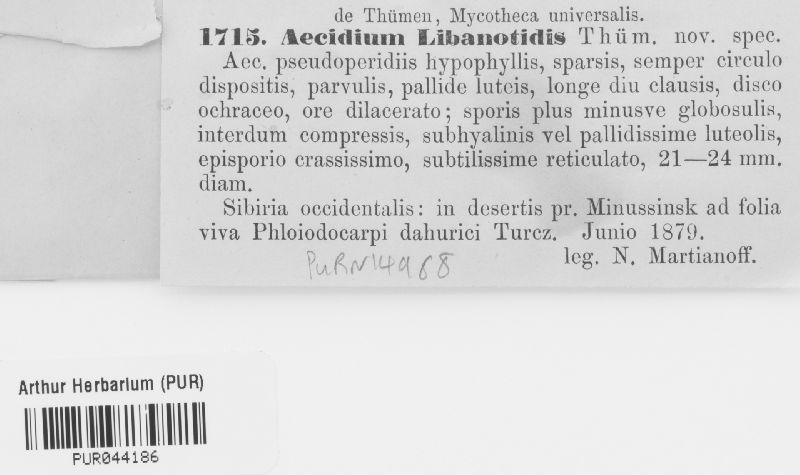 de Thümen, Mycotheca universalis.
1715. Aecidium Libanotidis Thüm. nov. spec.
Aec. pseudoperidiis hypophyllis, sparsis, semper circulo
dispositis, parvulis, pallide luteis, longe diu clausis, disco
ochraceo, ore dilacerato; sporis plus minusve globosulis,
interdum compressis, subhyalinis vel pallidissime luteolis,
episporio crassissimo, subtilissime reticulato, 21—24 mm.
diam.
Sibiria occidentalis: in desertis pr. Minussinsk ad folia
viva Phloiodocarpi dahurici Turcz. Junio 1879.
leg. N. Martianoff.
PURN14968
Arthur Herbarium (PUR)
PUR044186